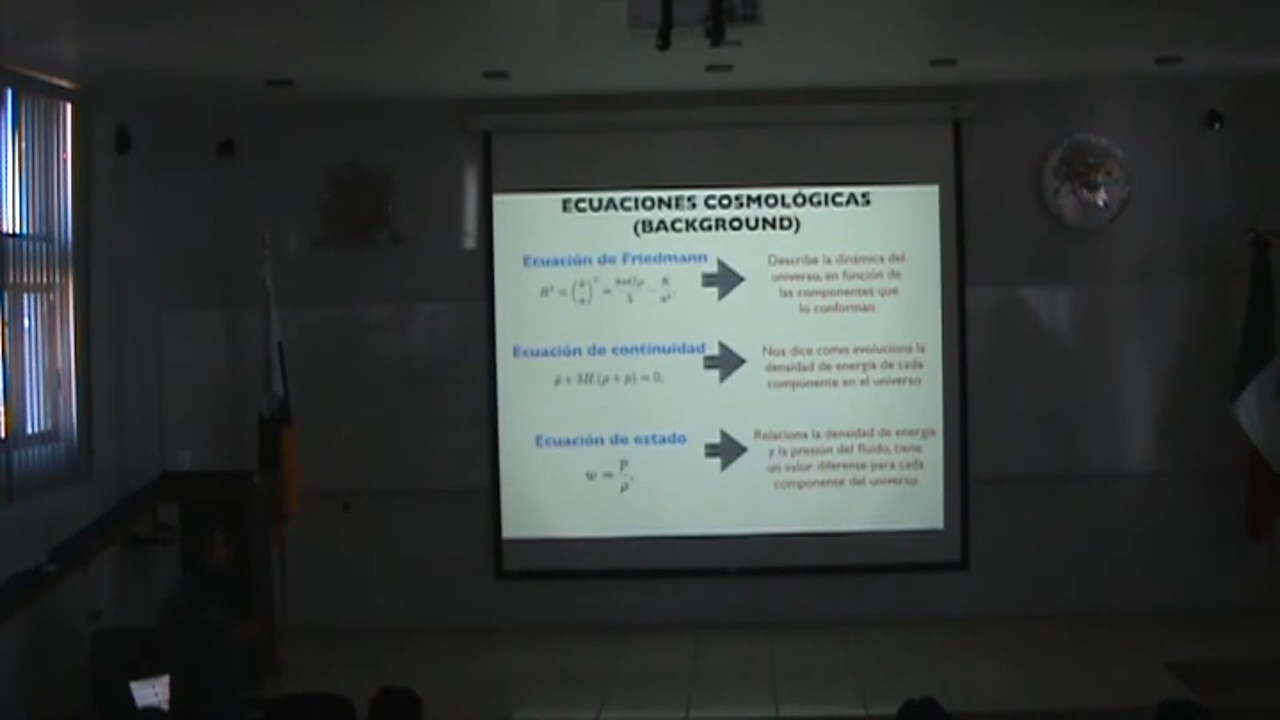 ECUACIONES COSMOLÓGICAS
(BACKGROUND)
Ecuación de Friedmann
Describe la dinámica del
universo, en función de
las componentes que
lo conforman
Ecuación de continuidad
ρ̇ + 3H (ρ + p) = 0,
Nos dice como evoluciona la
densidad de energía de cada
componente en el universo
Ecuación de estado
w = p/ρ,
Relaciona la densidad de energía
y la presión del fluido, tiene
un valor diferente para cada
componente del universo